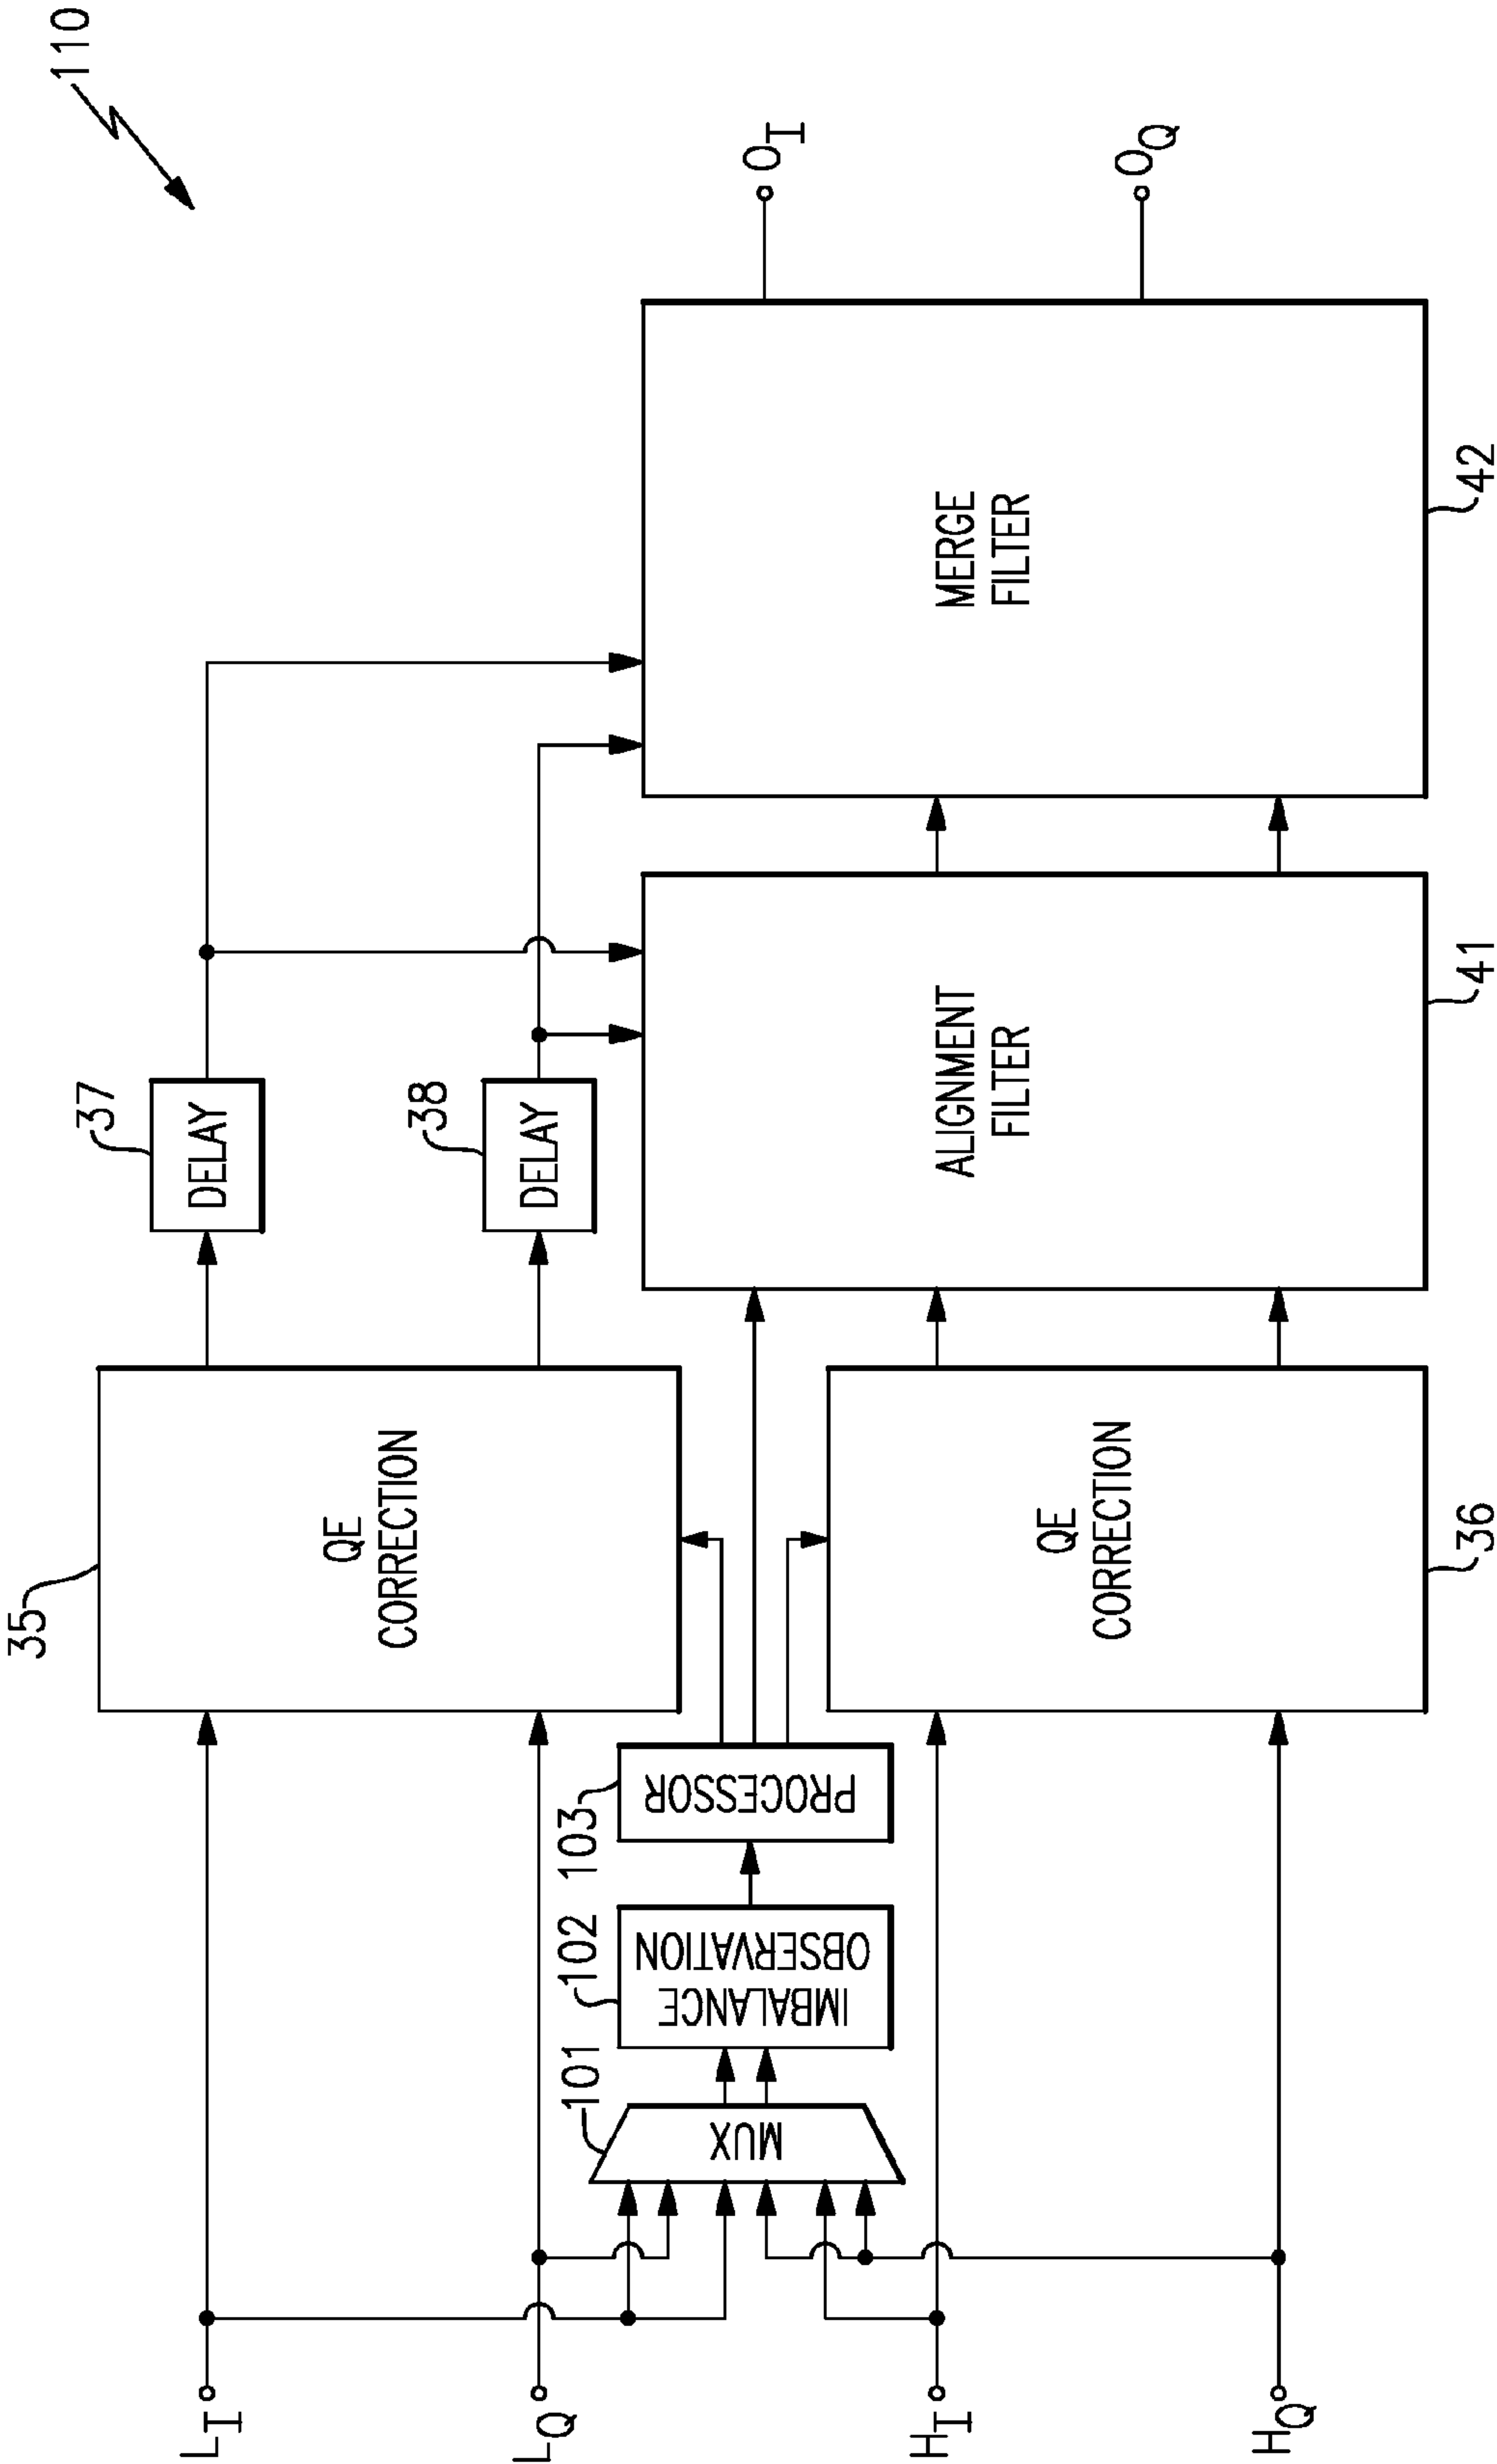 110
35
QE
CORRECTION
37
DELAY
38
DELAY
L_I
L_Q
101
MUX
102
IMBALANCE
OBSERVATION
103
PROCESSOR
H_I
H_Q
QE
CORRECTION
36
ALIGNMENT
FILTER
41
MERGE
FILTER
42
O_I
O_Q